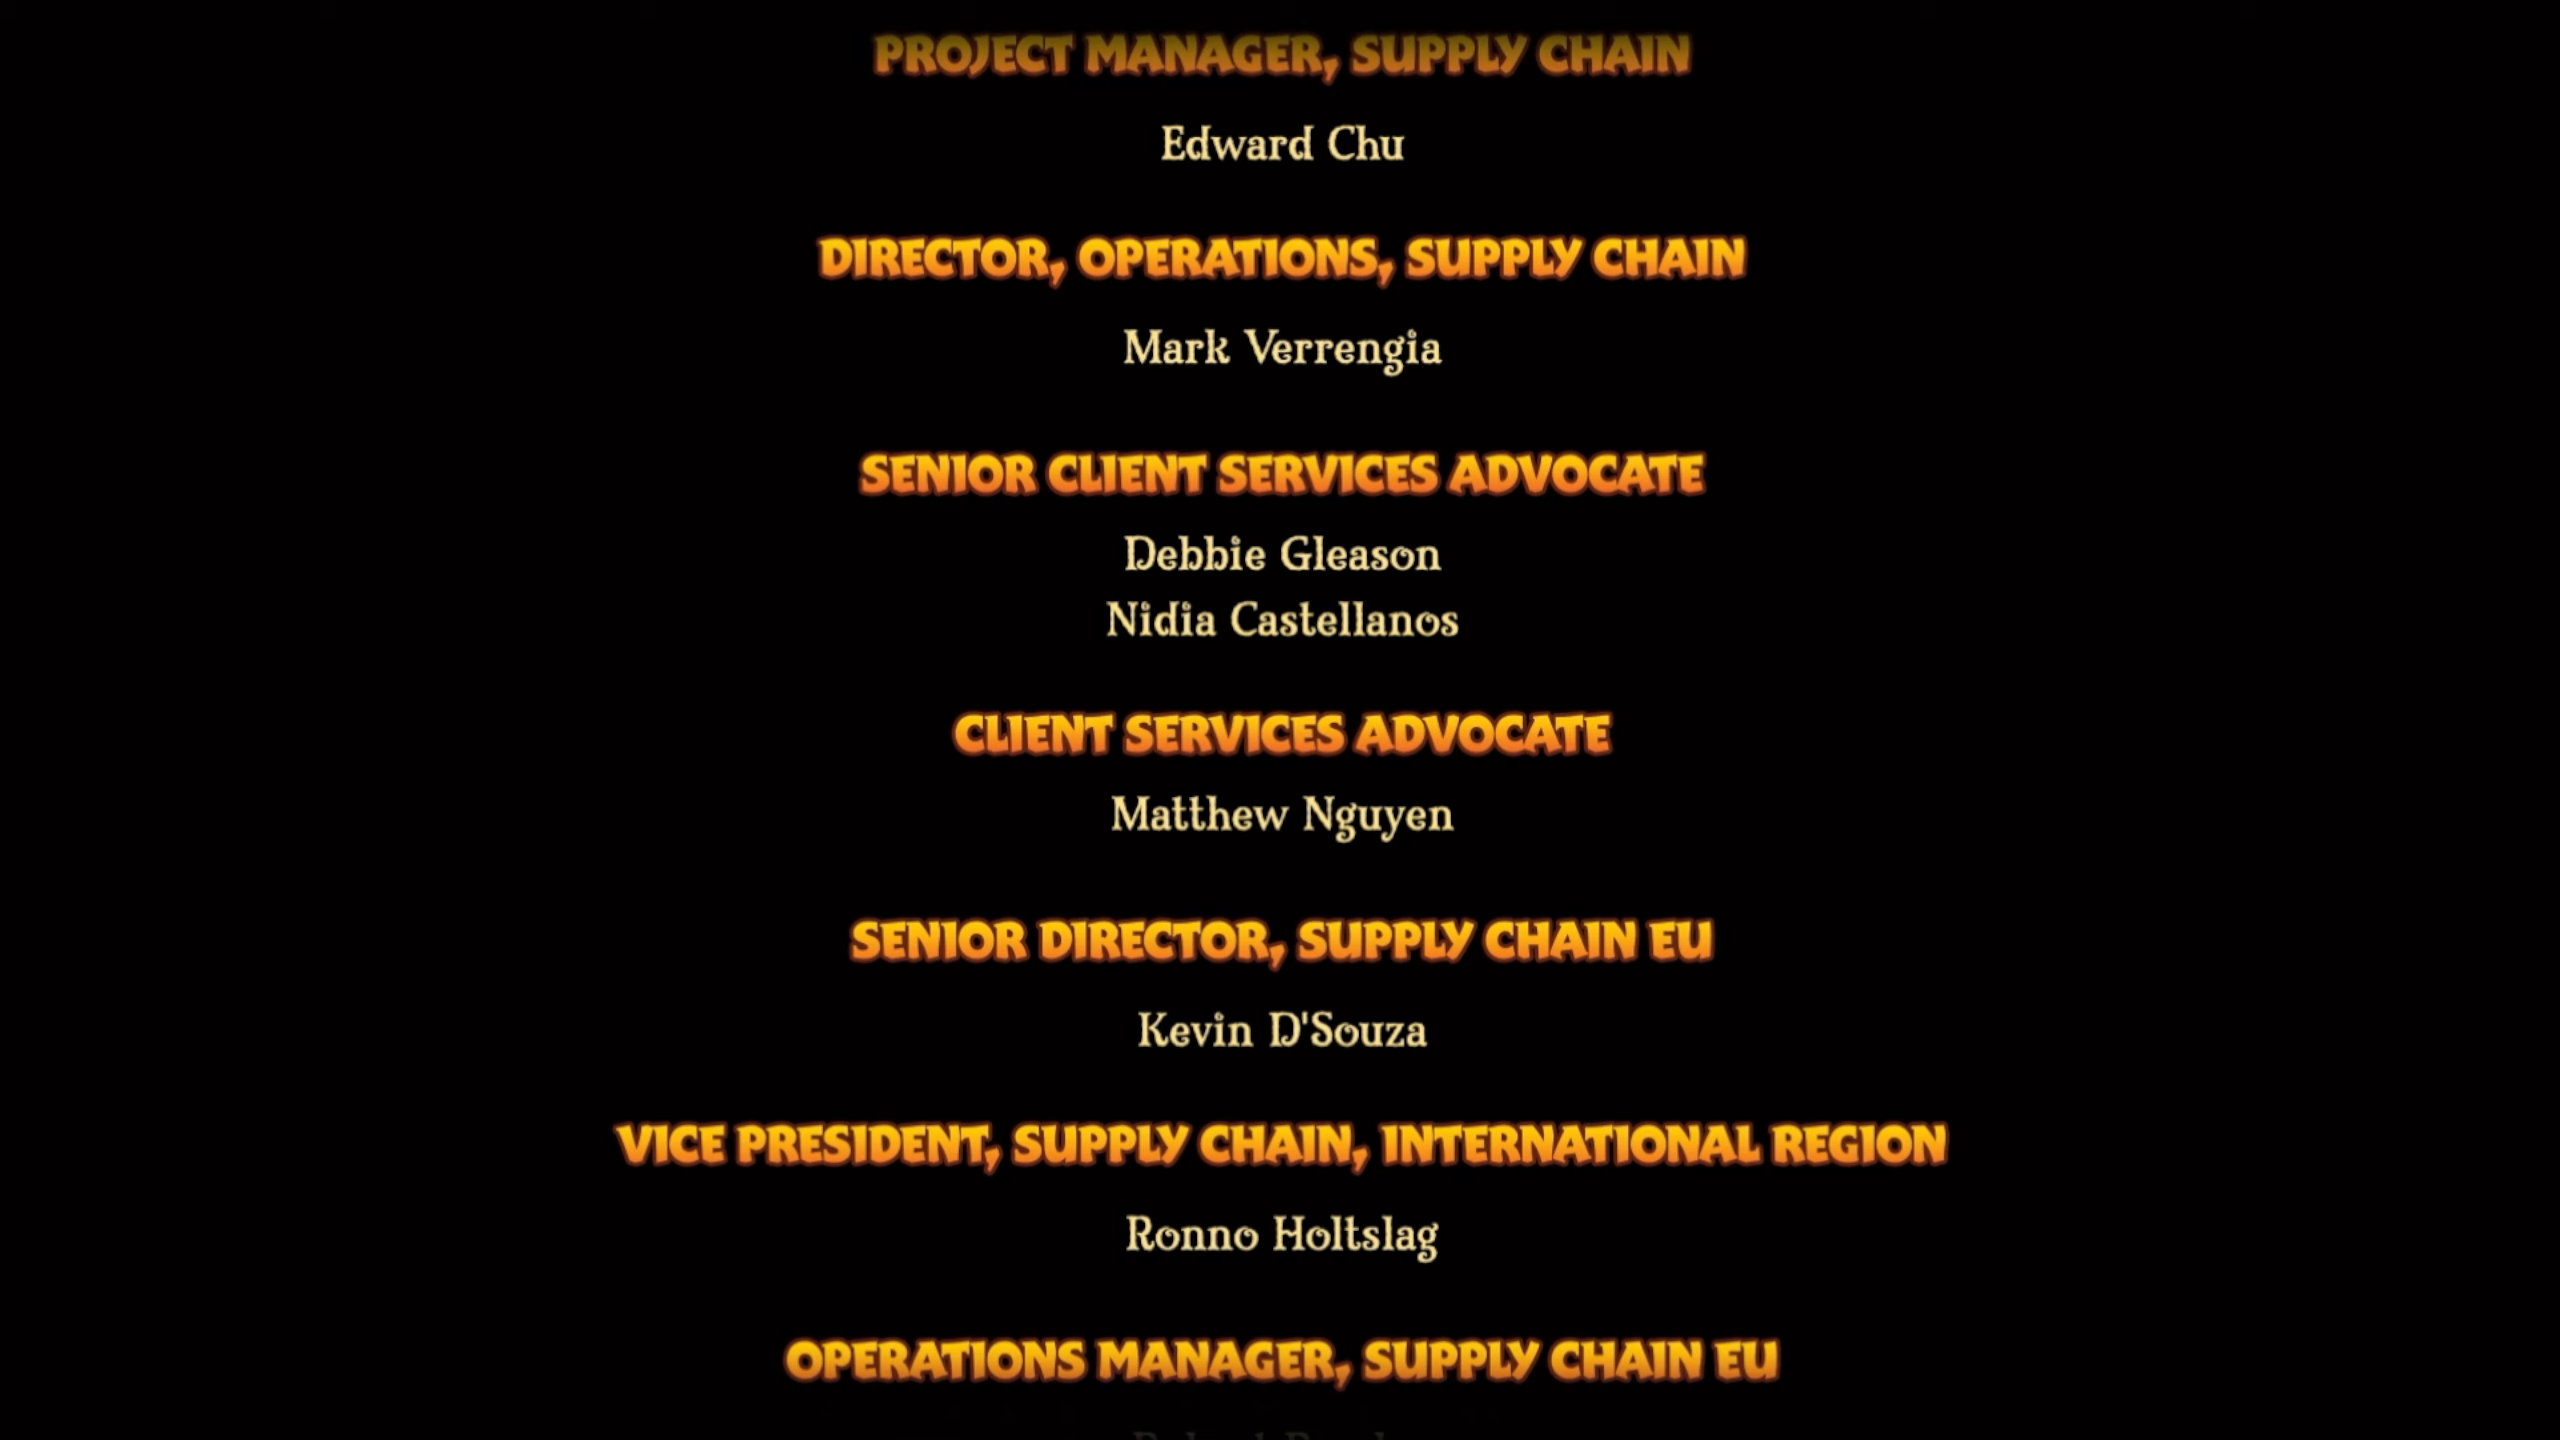 PROJECT MANAGER, SUPPLY CHAIN
Edward Chu
DIRECTOR, OPERATIONS, SUPPLY CHAIN
Mark Verrengia
SENIOR CLIENT SERVICES ADVOCATE
Debbie Gleason
Nidia Castellanos
CLIENT SERVICES ADVOCATE
Matthew Nguyen
SENIOR DIRECTOR, SUPPLY CHAIN EU
Kevin D'Souza
VICE PRESIDENT, SUPPLY CHAIN, INTERNATIONAL REGION
Ronno Holtslag
OPERATIONS MANAGER, SUPPLY CHAIN EU